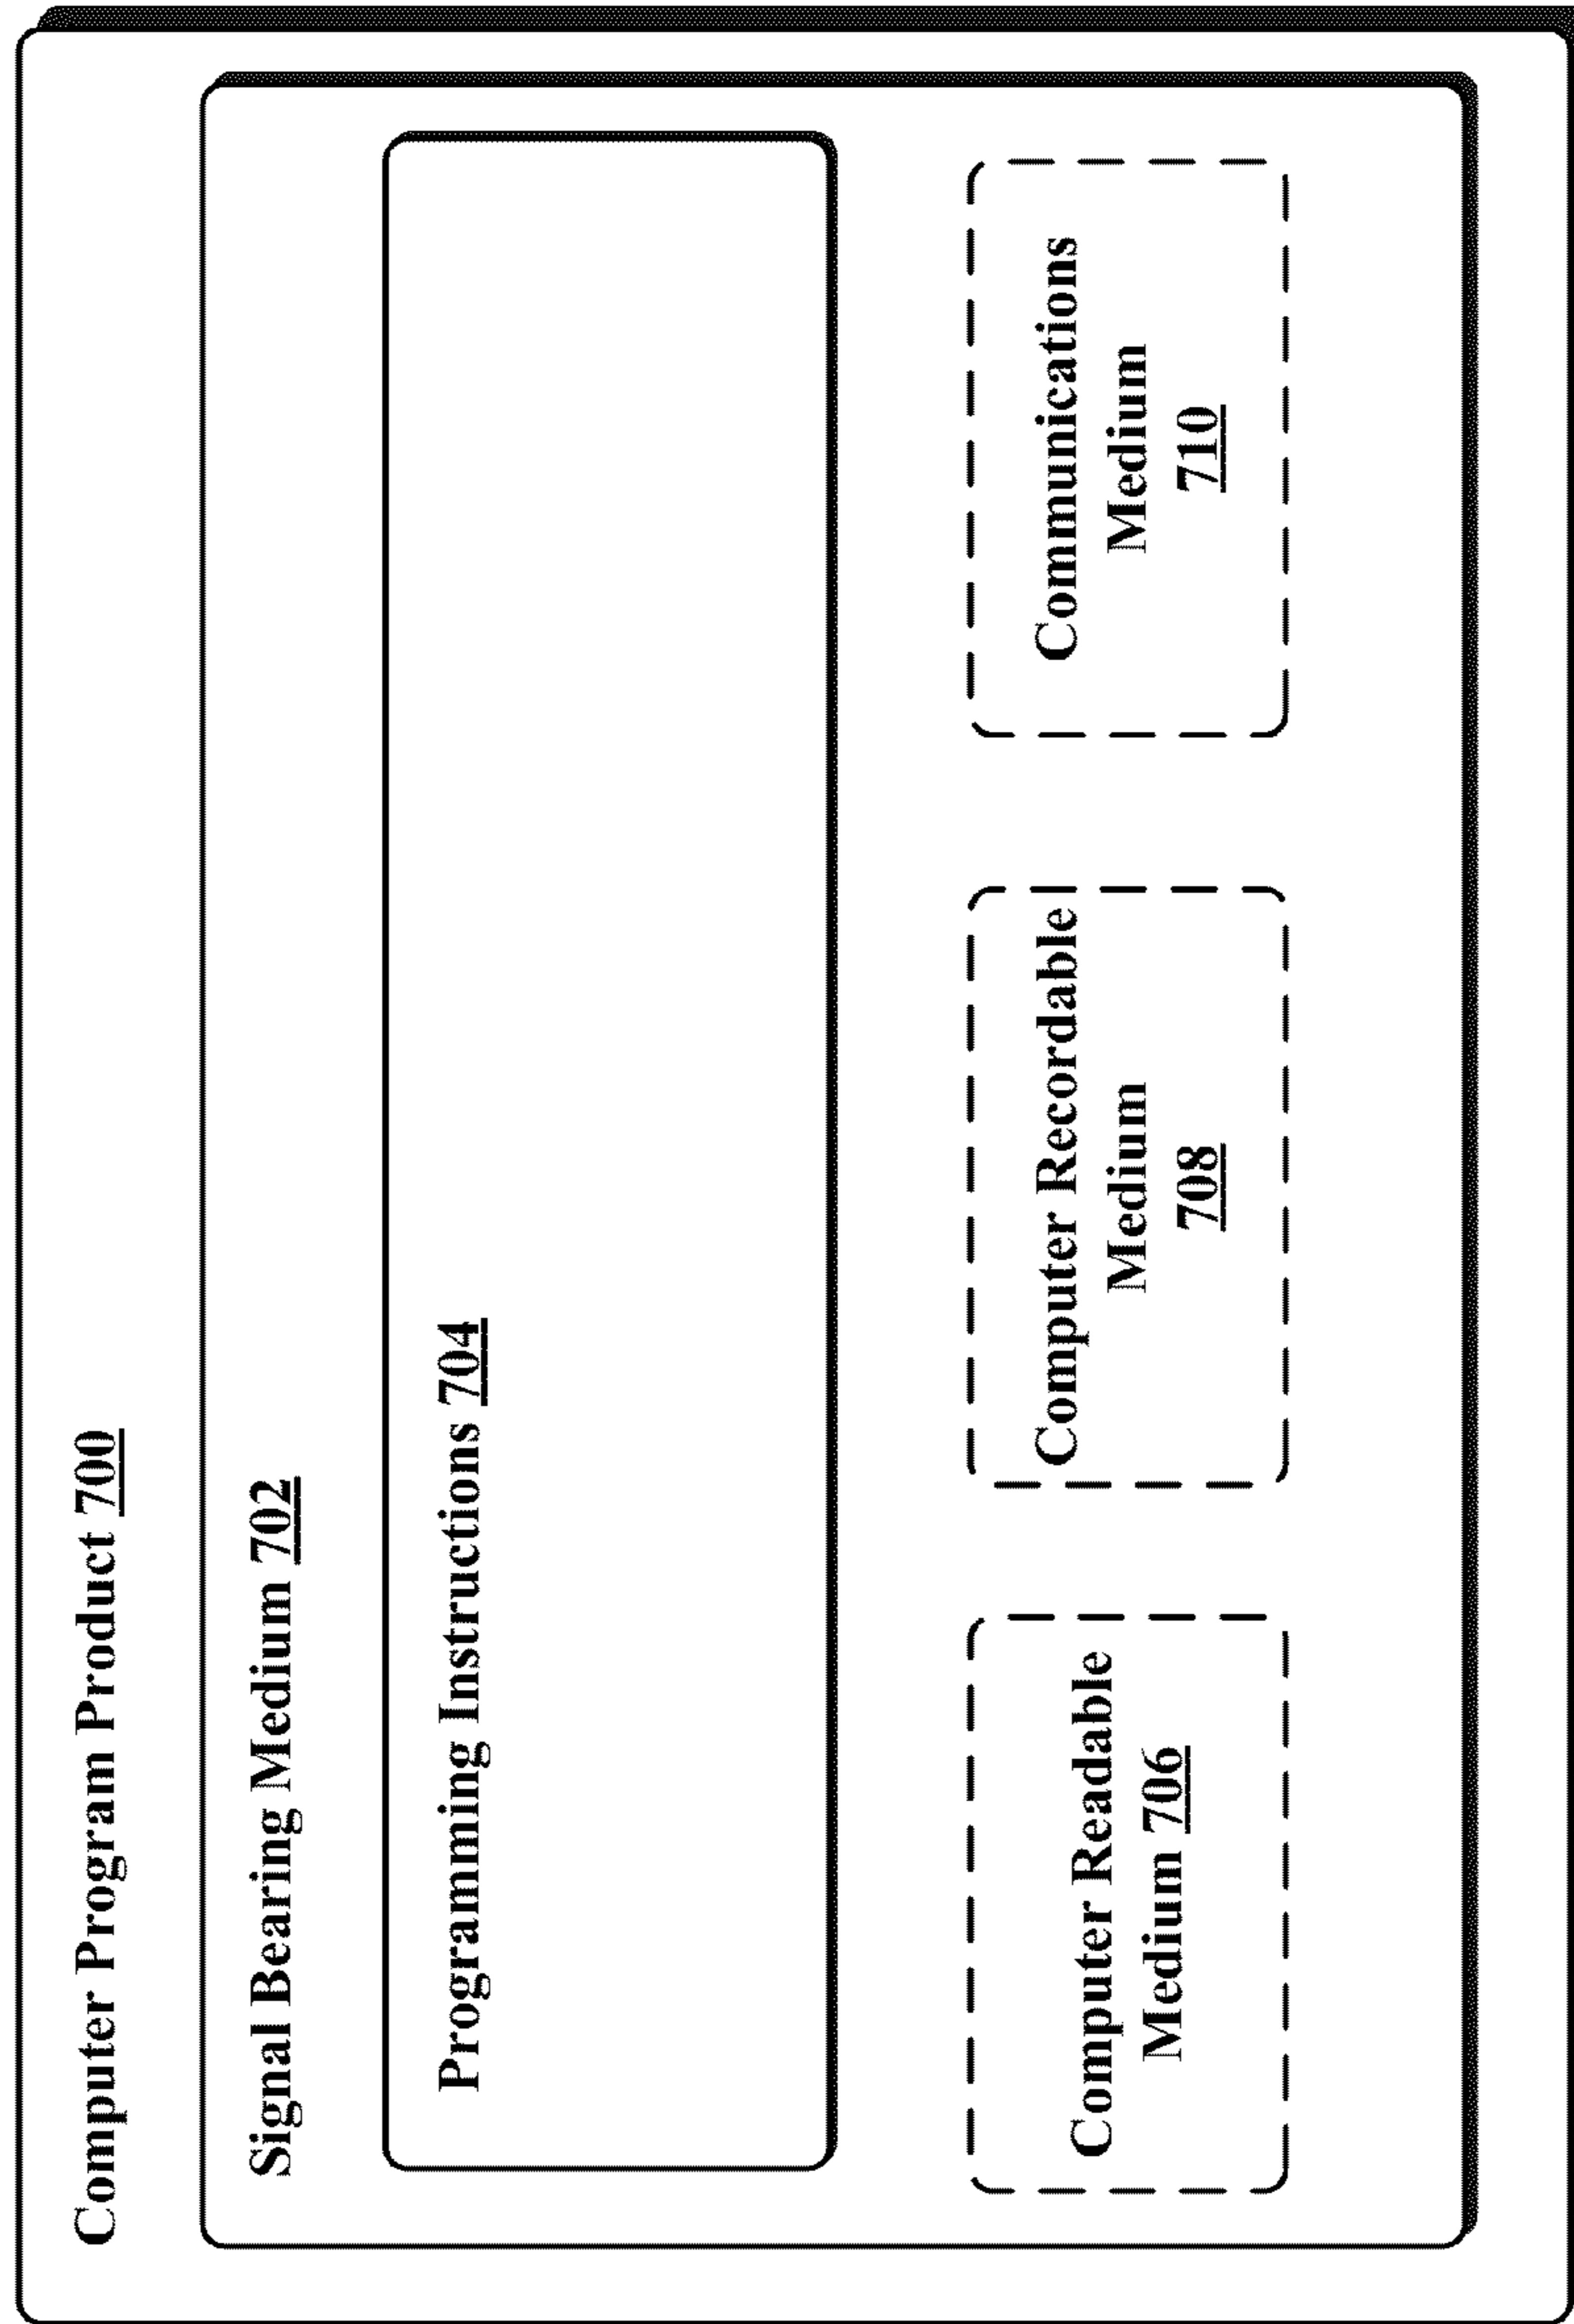 Computer Program Product 700
Signal Bearing Medium 702
Programming Instructions 704
Computer Readable
Medium 706
Computer Recordable
Medium
708
Communications
Medium
710